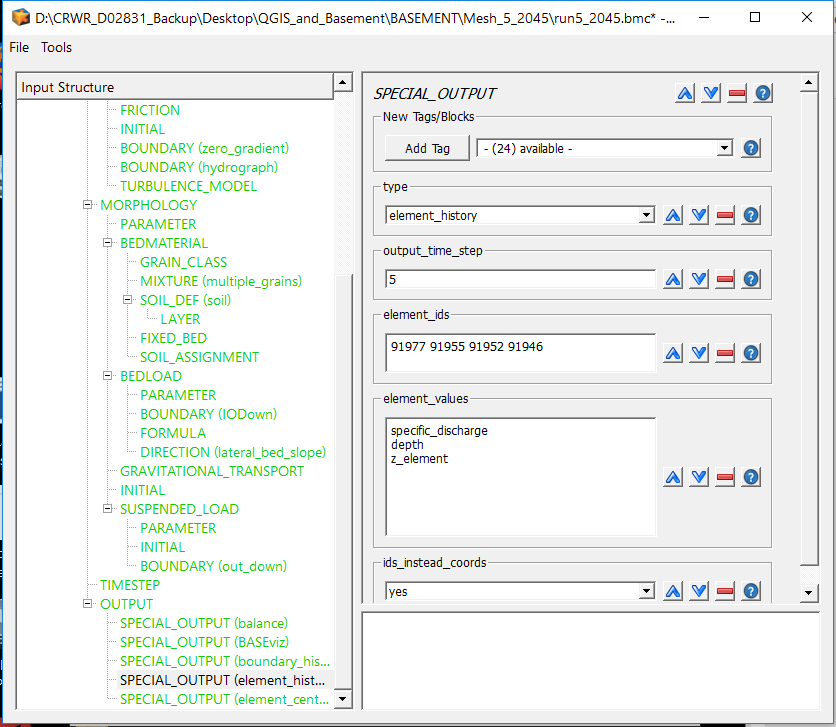 D:\CRWR_D02831_Backup\Desktop\QGIS_and_Basement\BASEMENT\Mesh_5_2045\run5_2045.bmc* -...
File Tools
Input Structure
FRICTION
INITIAL
BOUNDARY (zero_gradient)
BOUNDARY (hydrograph)
TURBULENCE_MODEL
MORPHOLOGY
PARAMETER
BEDMATERIAL
GRAIN_CLASS
MIXTURE (multiple_grains)
SOIL_DEF (soil)
LAYER
FIXED_BED
SOIL_ASSIGNMENT
BEDLOAD
PARAMETER
BOUNDARY (IODown)
FORMULA
DIRECTION (lateral_bed_slope)
GRAVITATIONAL_TRANSPORT
INITIAL
SUSPENDED_LOAD
PARAMETER
INITIAL
BOUNDARY (out_down)
TIMESTEP
OUTPUT
SPECIAL_OUTPUT (balance)
SPECIAL_OUTPUT (BASEviz)
SPECIAL_OUTPUT (boundary_his...
SPECIAL_OUTPUT (element_hist...
SPECIAL_OUTPUT (element_cent...
SPECIAL_OUTPUT
New Tags/Blocks
Add Tag
- (24) available -
type
element_history
output_time_step
5
element_ids
91977 91955 91952 91946
element_values
specific_discharge
depth
z_element
ids_instead_coords
yes